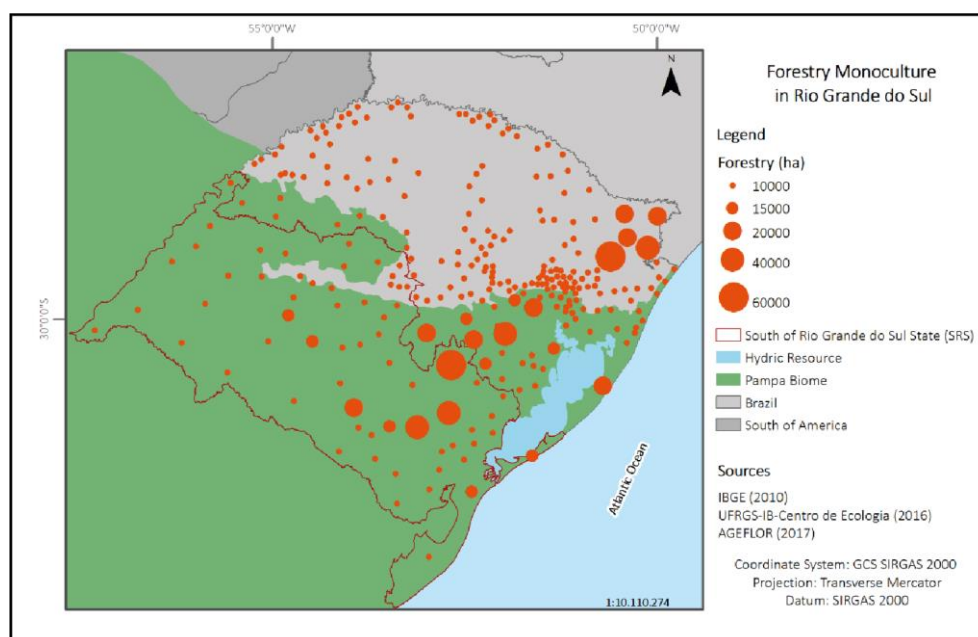 55°0'0"W
50°0'0"W
30°0'0"S
N
Atlantic Ocean
1:10.110.274
Forestry Monoculture
in Rio Grande do Sul
Legend
Forestry (ha)
10000
15000
20000
40000
60000
South of Rio Grande do Sul State (SRS)
Hydric Resource
Pampa Biome
Brazil
South of America
Sources
IBGE (2010)
UFRGS-IB-Centro de Ecologia (2016)
AGEFLOR (2017)
Coordinate System: GCS SIRGAS 2000
Projection: Transverse Mercator
Datum: SIRGAS 2000